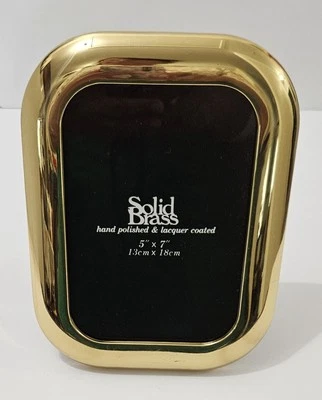 Solid
Brass
hand polished & lacquer coated
5" x 7"
13cm x 18cm